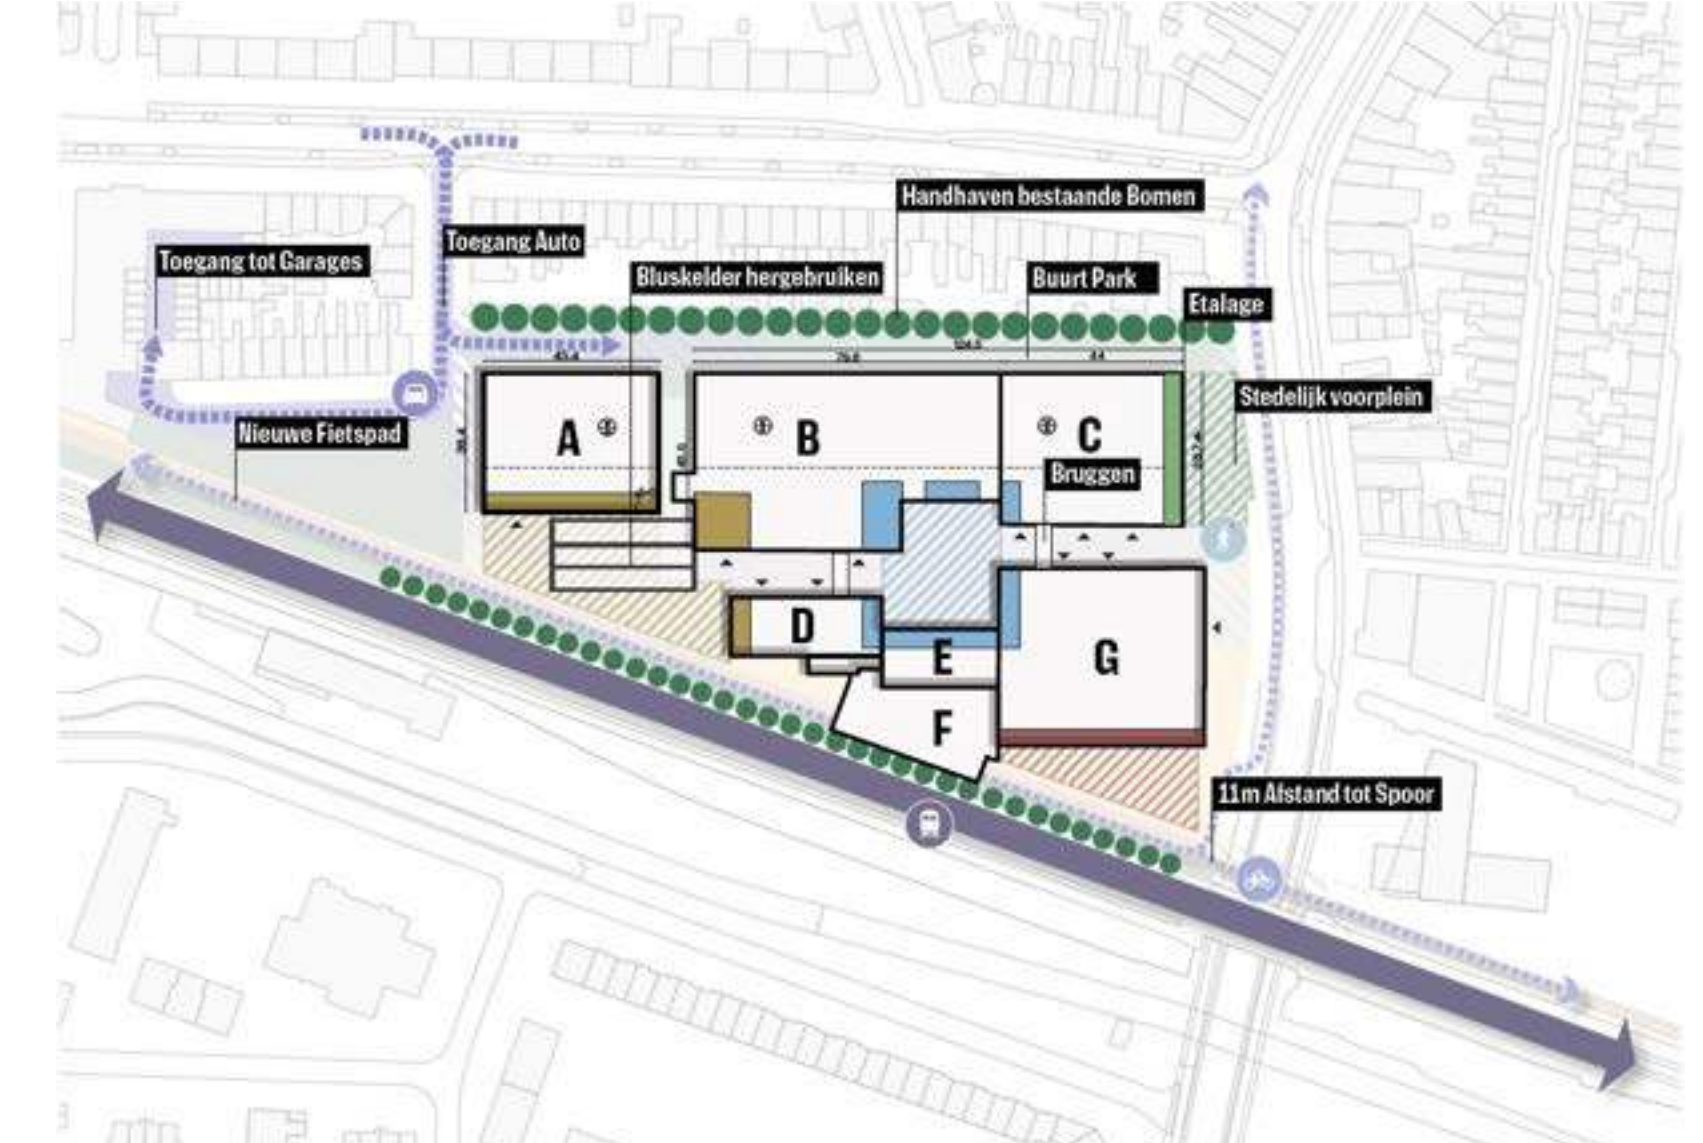 Handhaven bestaande Bomen
Toegang Auto
Toegang tot Garages
Bluskelder hergebruiken
Buurt Park
Etalage
Stedelijk voorplein
Nieuwe Fietspad
A
B
C
Bruggen
D
E
G
F
11m Afstand tot Spoor